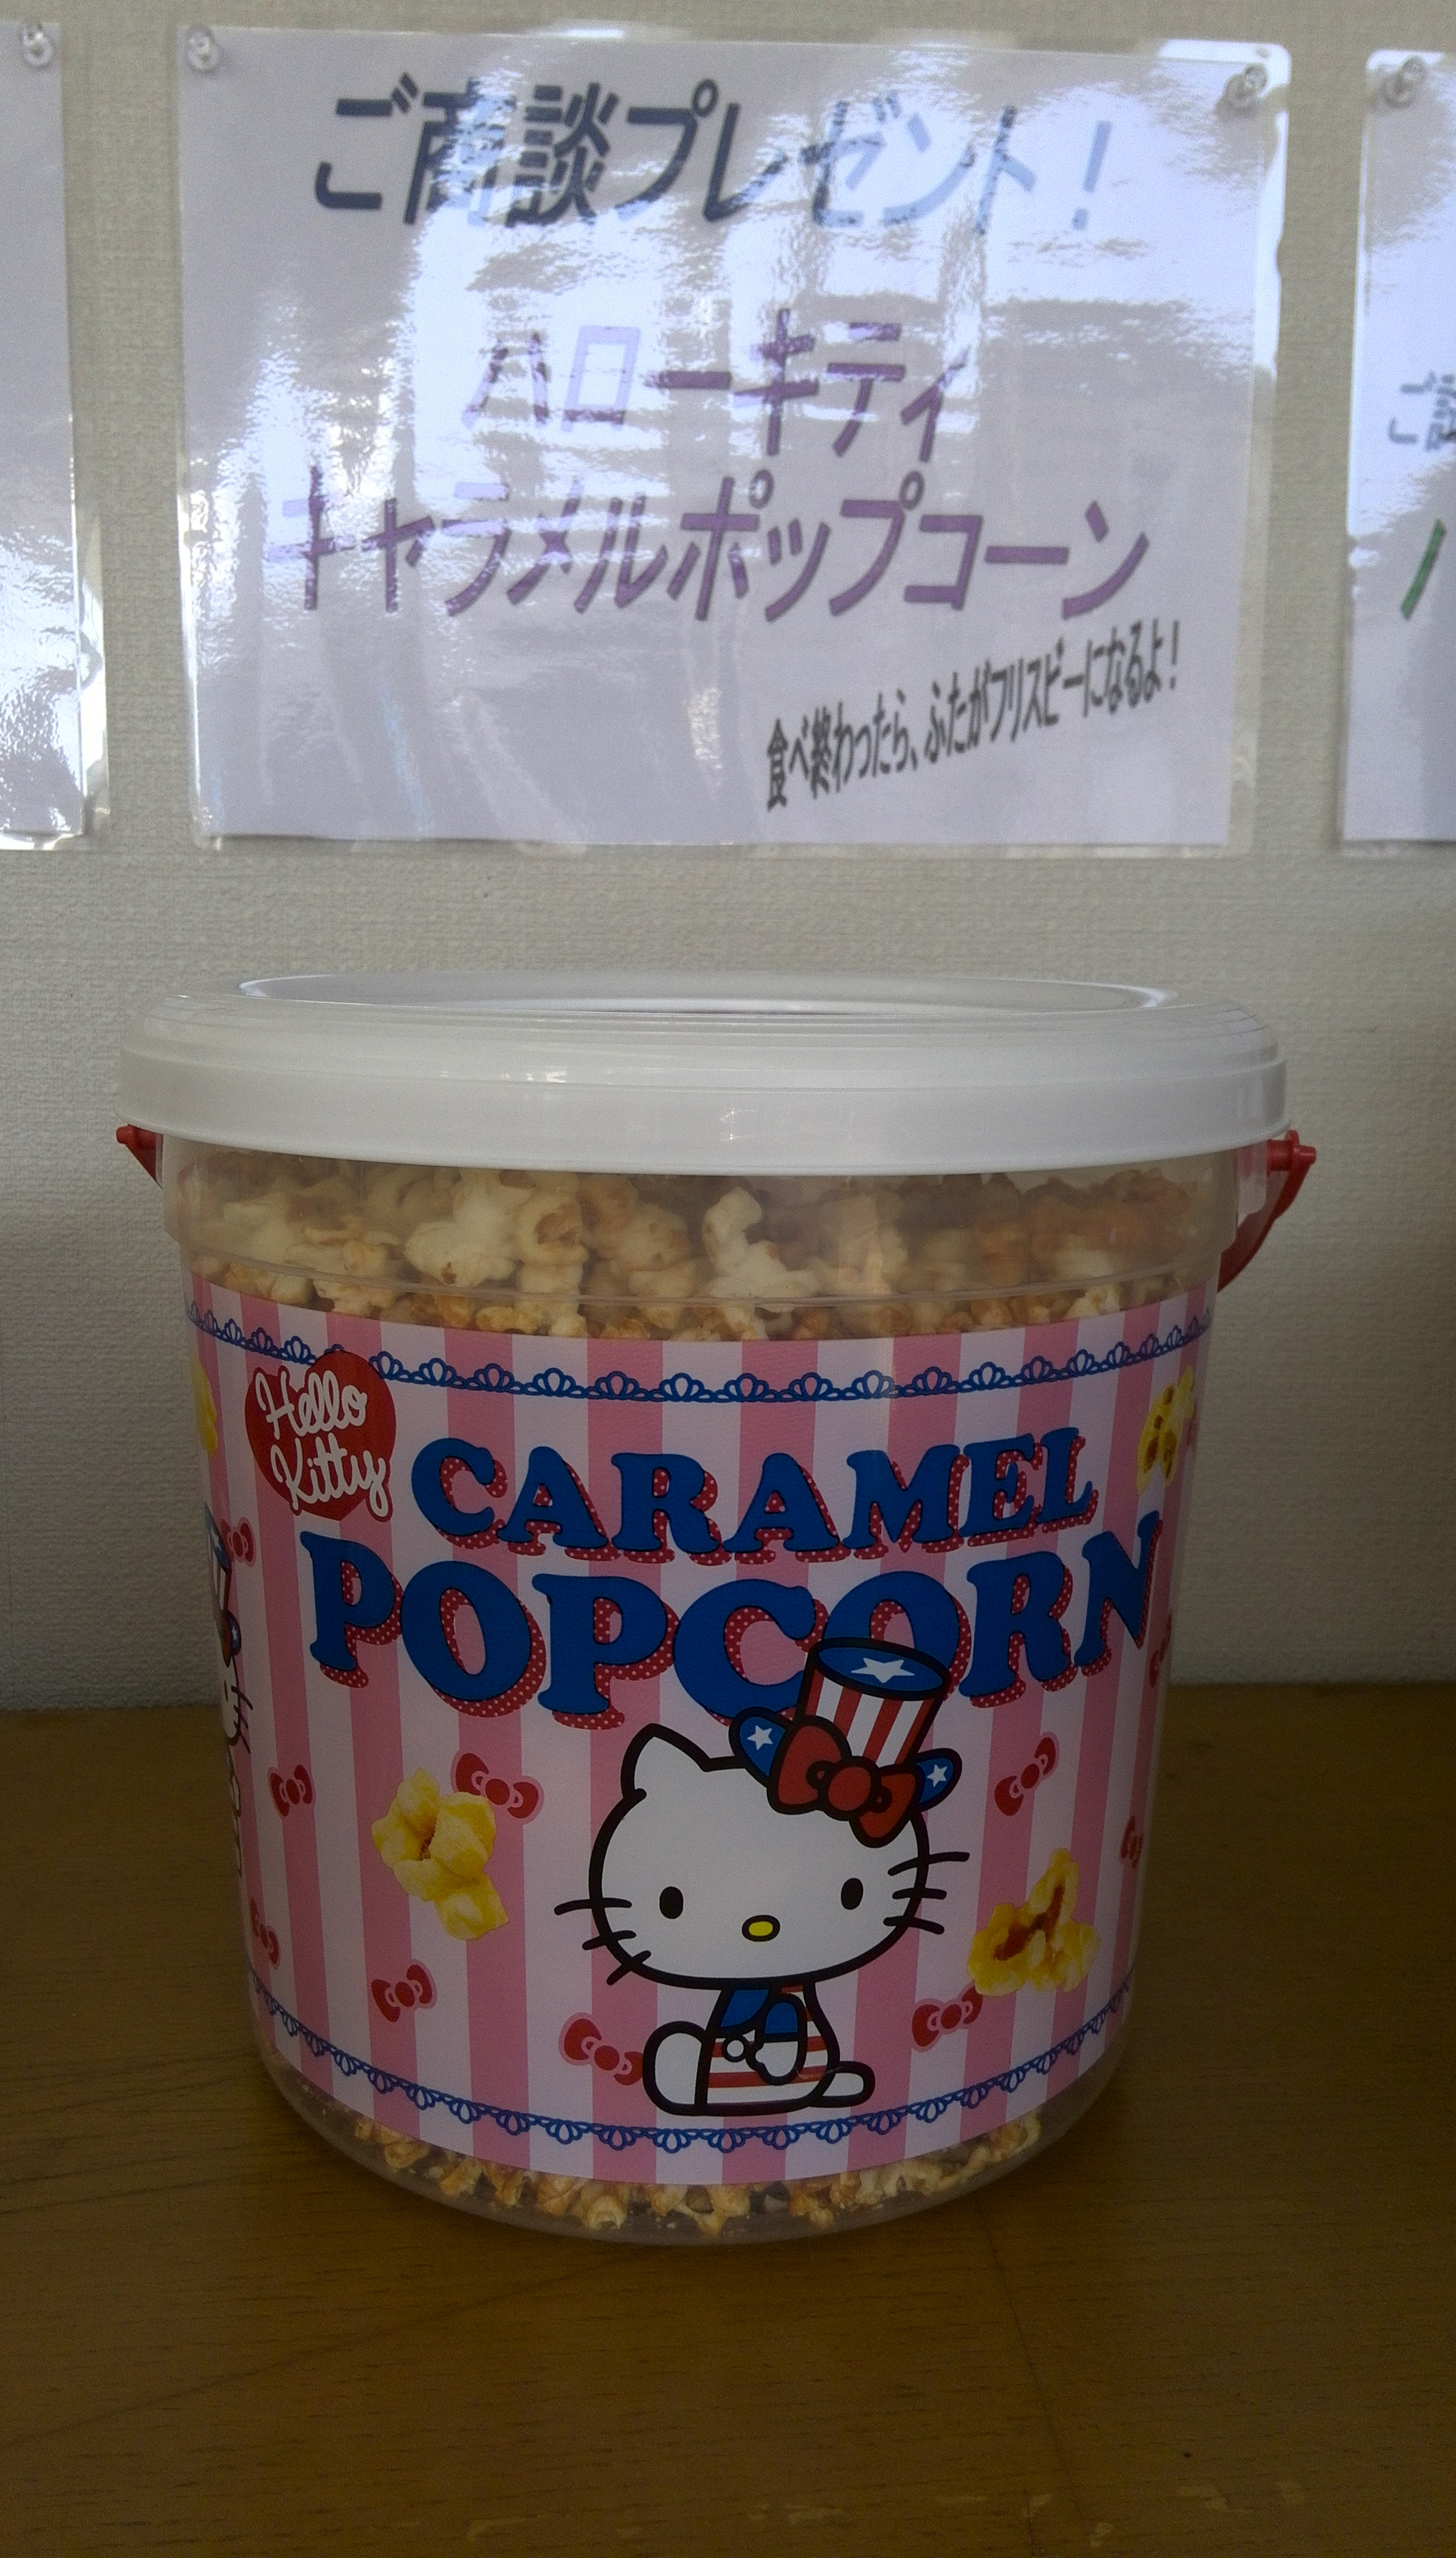 ご商談プレゼント!
ハローキティ
キャラメルポップコーン
食べ終わったら、ふたがフリスビーになるよ!
Hello
Kitty
CARAMEL
POPCORN